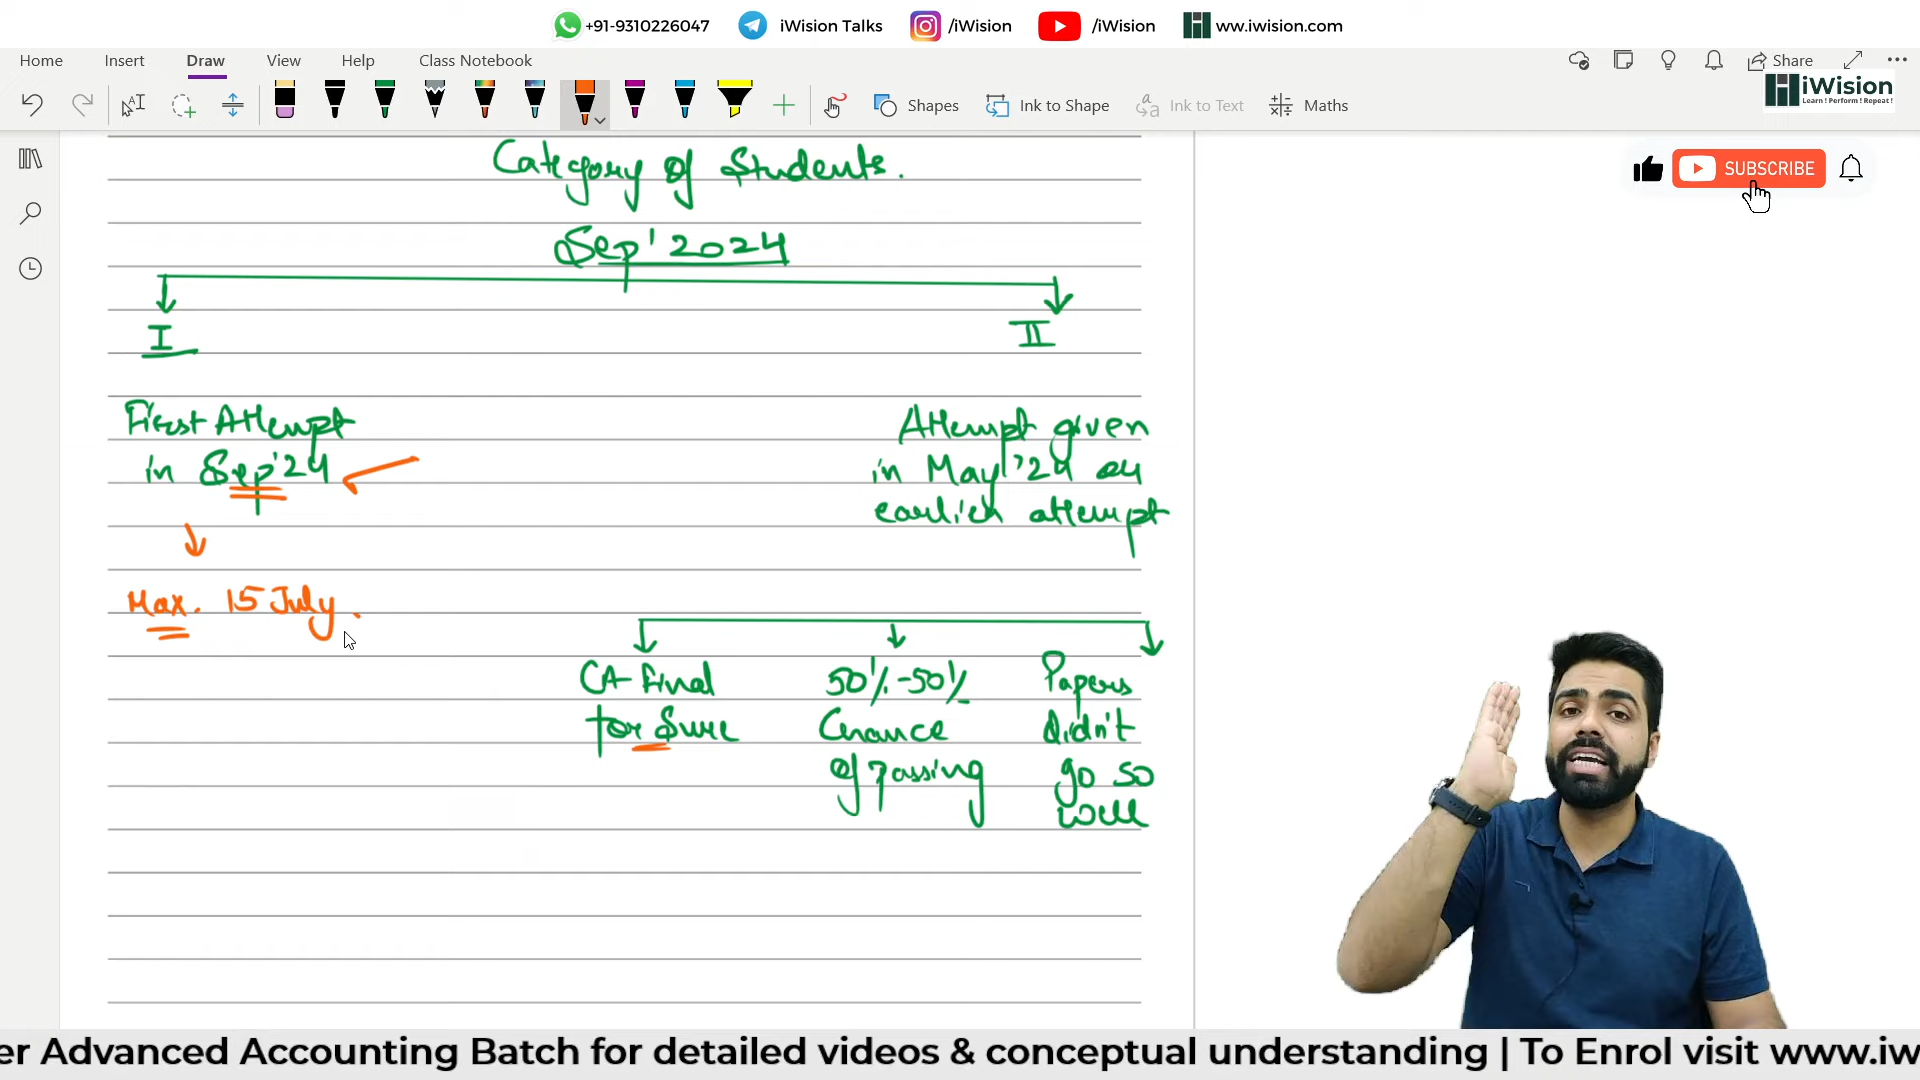 +91-9310226047 iWision Talks /iWision /iWision ww.iwision.com
Home Insert Draw View Help Class Notebook Share
Shapes Ink to Shape Ink to Text Maths
iWision
Learn ! Perform ! Repeat !
SUBSCRIBE
Category of Students.
Sep' 2024
I II
First Attempt
in Sep'24
Max. 15 July.
Attempt given
in May'24 or
earlier attempt
CA Final
for Sure
50%-50%
Chance
of passing
Papers
didn't
go so
well
er Advanced Accounting Batch for detailed videos & conceptual understanding | To Enrol visit www.iw